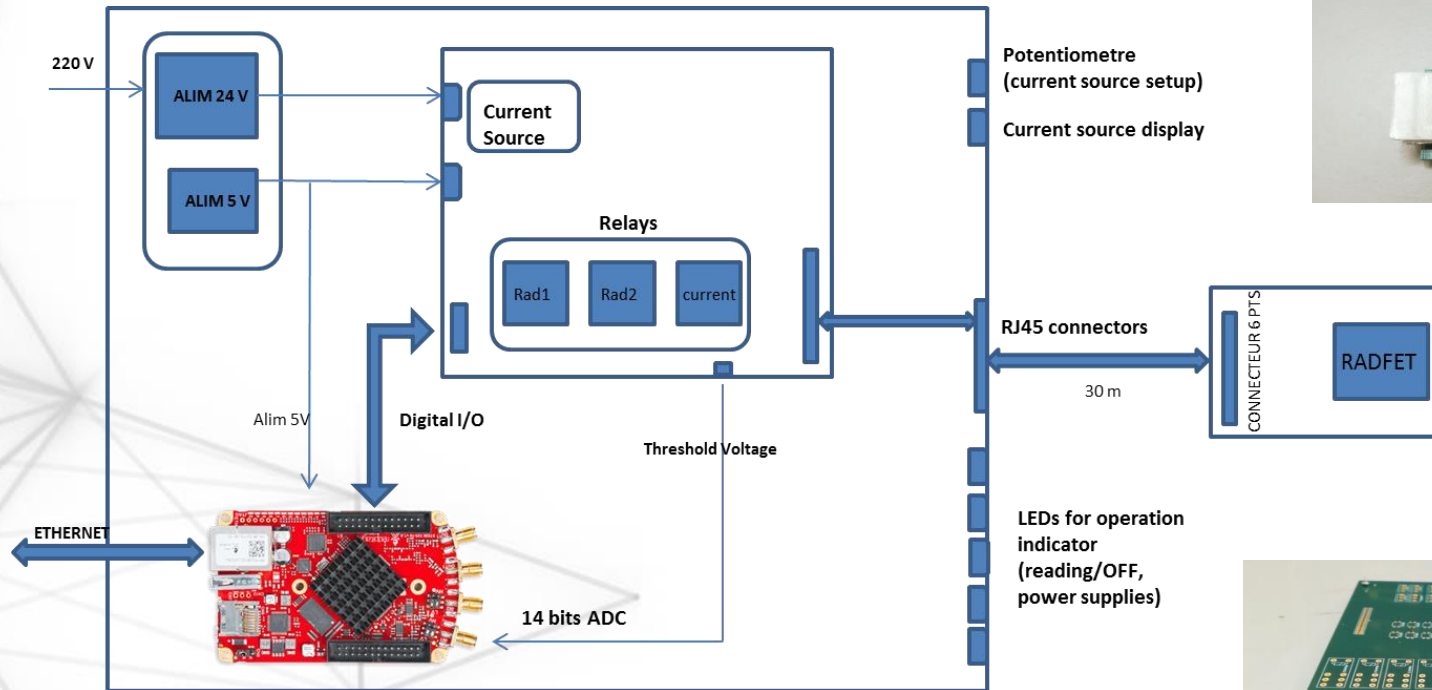 220 V
ALIM 24 V
ALIM 5 V
Current
Source
Relays
Rad1
Rad2
current
Potentiometre
(current source setup)
Current source display
RJ45 connectors
30 m
CONNECTEUR 6 PTS
RADFET
Alim 5V
Digital I/O
Threshold Voltage
ETHERNET
14 bits ADC
LEDs for operation
indicator
(reading/OFF,
power supplies)